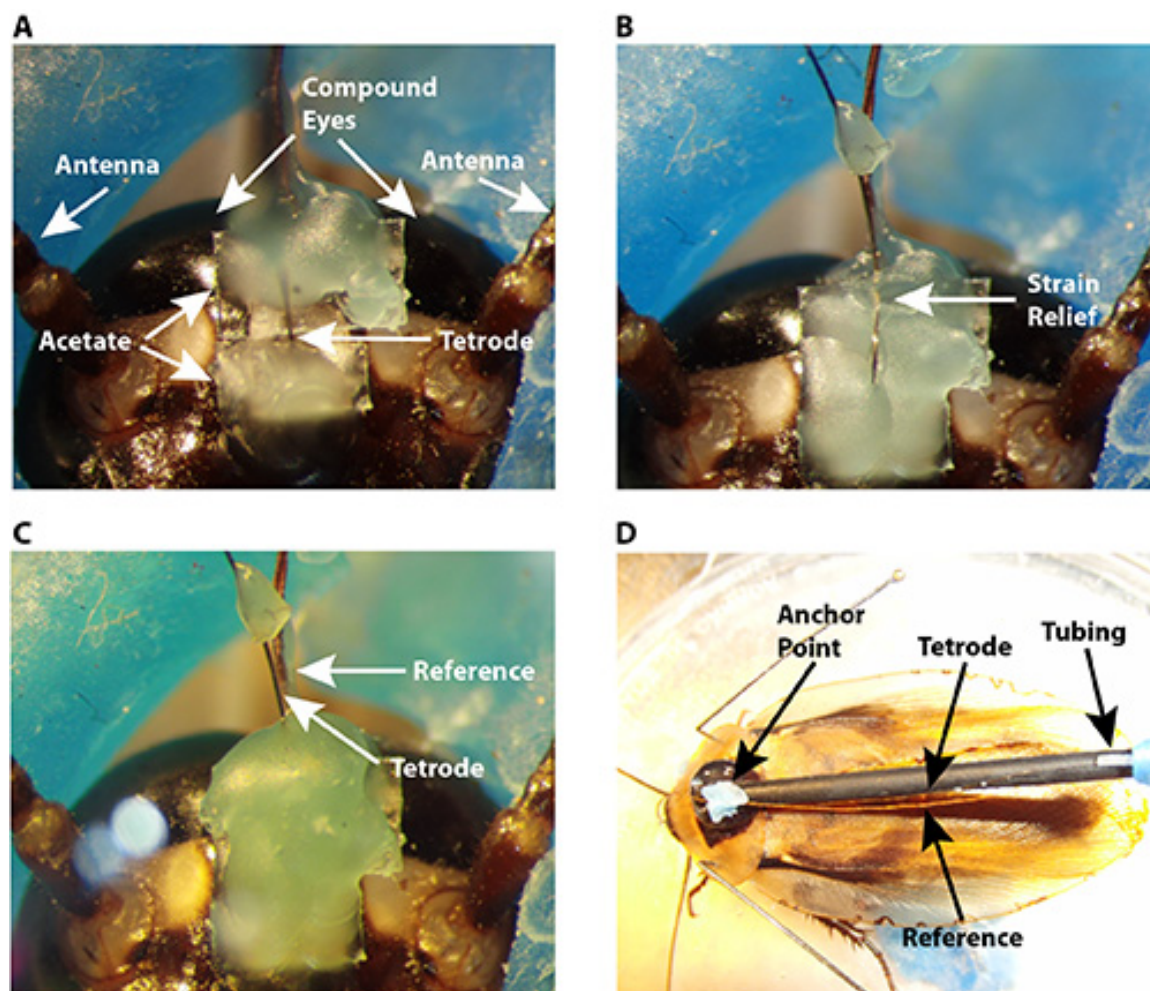 A
Compound
Eyes
Antenna
Antenna
Acetate
Tetrode
B
Strain
Relief
C
Reference
Tetrode
D
Anchor
Point
Tetrode
Tubing
Reference